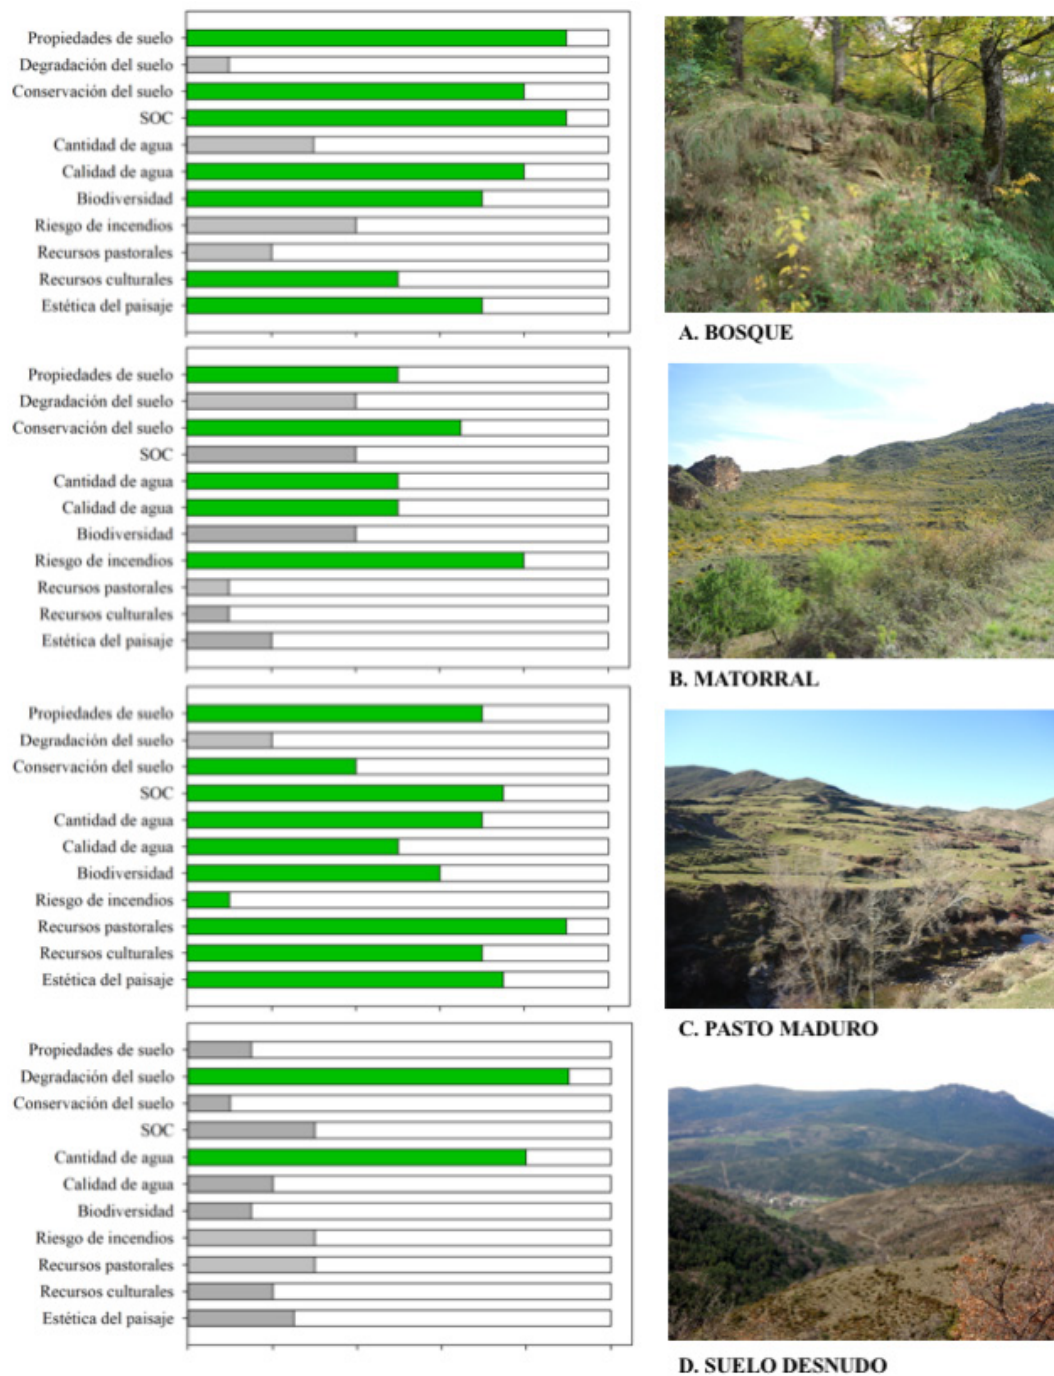 Propiedades de suelo
Degradación del suelo
Conservación del suelo
SOC
Cantidad de agua
Calidad de agua
Biodiversidad
Riesgo de incendios
Recursos pastorales
Recursos culturales
Estética del paisaje
A. BOSQUE
Propiedades de suelo
Degradación del suelo
Conservación del suelo
SOC
Cantidad de agua
Calidad de agua
Biodiversidad
Riesgo de incendios
Recursos pastorales
Recursos culturales
Estética del paisaje
B. MATORRAL
Propiedades de suelo
Degradación del suelo
Conservación del suelo
SOC
Cantidad de agua
Calidad de agua
Biodiversidad
Riesgo de incendios
Recursos pastorales
Recursos culturales
Estética del paisaje
C. PASTO MADURO
Propiedades de suelo
Degradación del suelo
Conservación del suelo
SOC
Cantidad de agua
Calidad de agua
Biodiversidad
Riesgo de incendios
Recursos pastorales
Recursos culturales
Estética del paisaje
D. SUELO DESNUDO